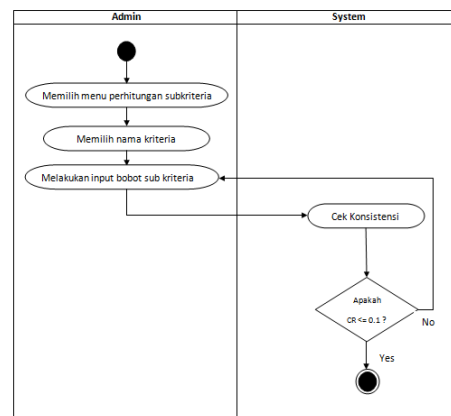 Admin
System
Memilih menu perhitungan subkriteria
Memilih nama kriteria
Melakukan input bobot sub kriteria
Cek Konsistensi
Apakah
CR <= 0.1 ?
No
Yes